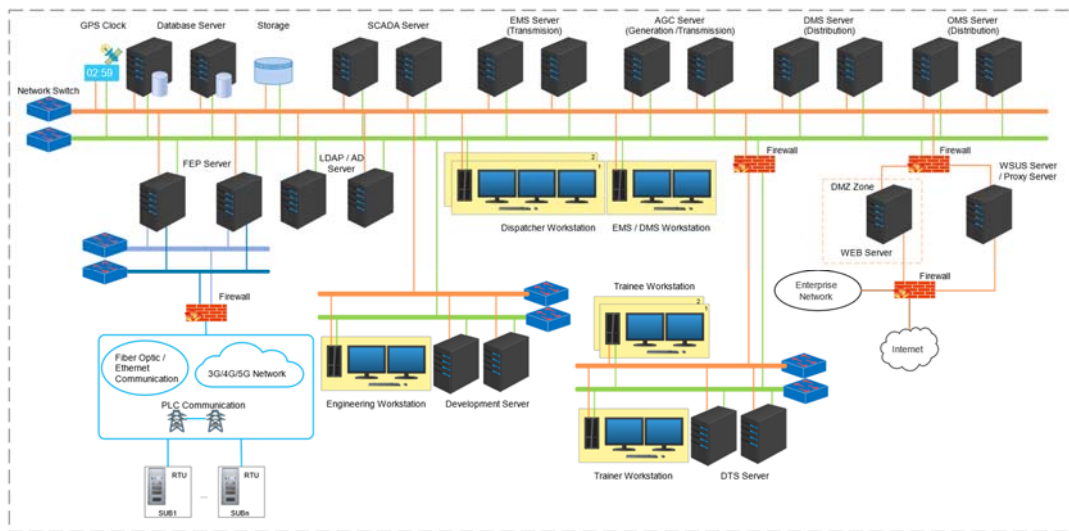 GPS Clock
Database Server
Storage
SCADA Server
EMS Server
(Transmision)
AGC Server
(Generation /Transmission)
DMS Server
(Distribution)
OMS Server
(Distribution)
02:59
Network Switch
FEP Server
LDAP / AD
Server
2
1
Dispatcher Workstation
EMS / DMS Workstation
Firewall
Firewall
WSUS Server
/ Proxy Server
DMZ Zone
WEB Server
Firewall
Enterprise
Network
Internet
Firewall
Fiber Optic /
Ethernet
Communication
3G/4G/5G Network
PLC Communication
RTU
SUB1
...
RTU
SUBn
Engineering Workstation
Development Server
Trainee Workstation
2
1
Trainer Workstation
DTS Server